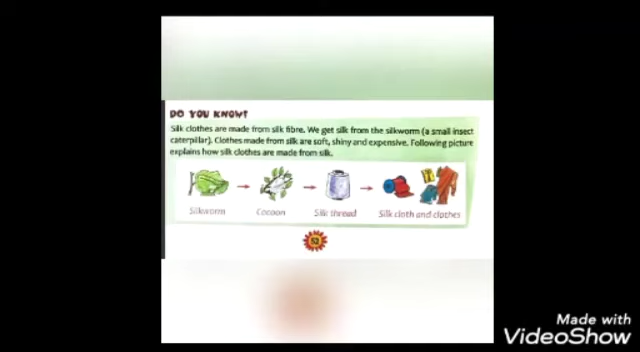 DO YOU KNOW?
Silk clothes are made from silk fibre. We get silk from the silkworm (a small insect
caterpillar). Clothes made from silk are soft, shiny and expensive. Following picture
explains how silk clothes are made from silk.
Silkworm Cocoon Silk thread Silk cloth and clothes
52
Made with
VideoShow